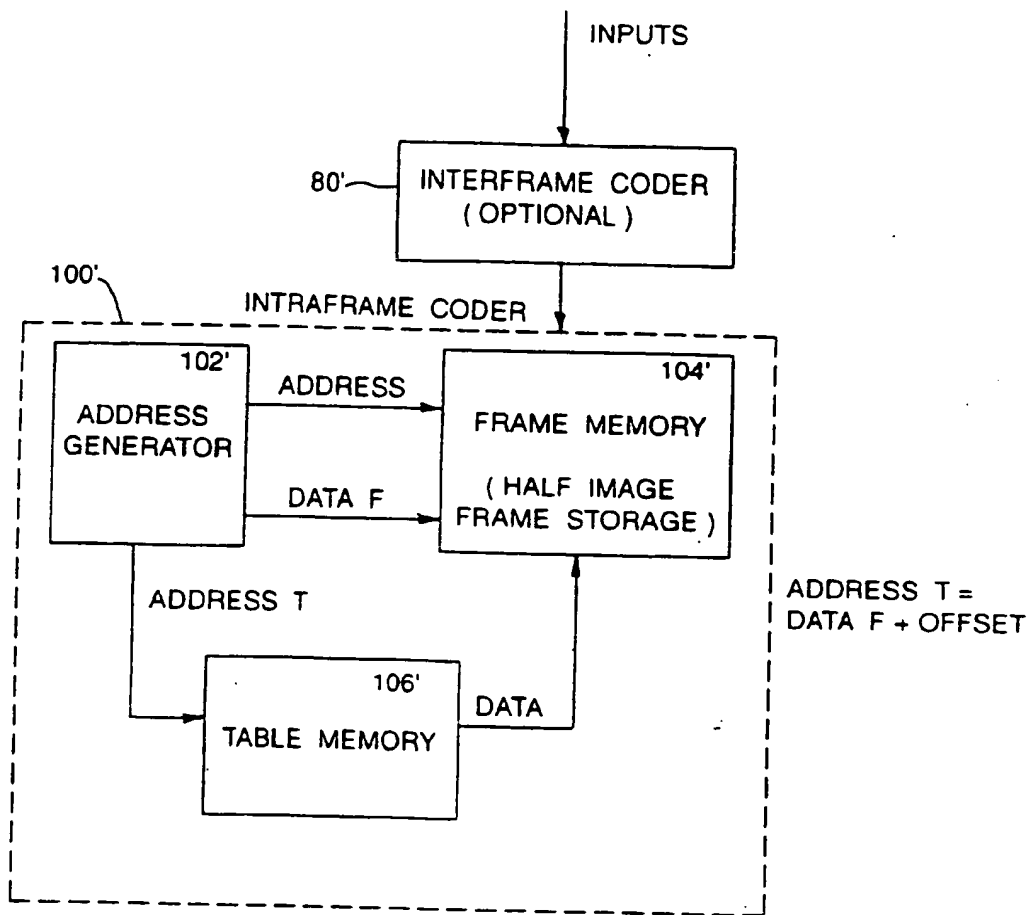 INPUTS
80'
INTERFRAME CODER
( OPTIONAL )
100'
INTRAFRAME CODER
102'
ADDRESS
GENERATOR
ADDRESS
DATA F
104'
FRAME MEMORY
( HALF IMAGE
FRAME STORAGE )
ADDRESS T
ADDRESS T =
DATA F + OFFSET
106'
TABLE MEMORY
DATA